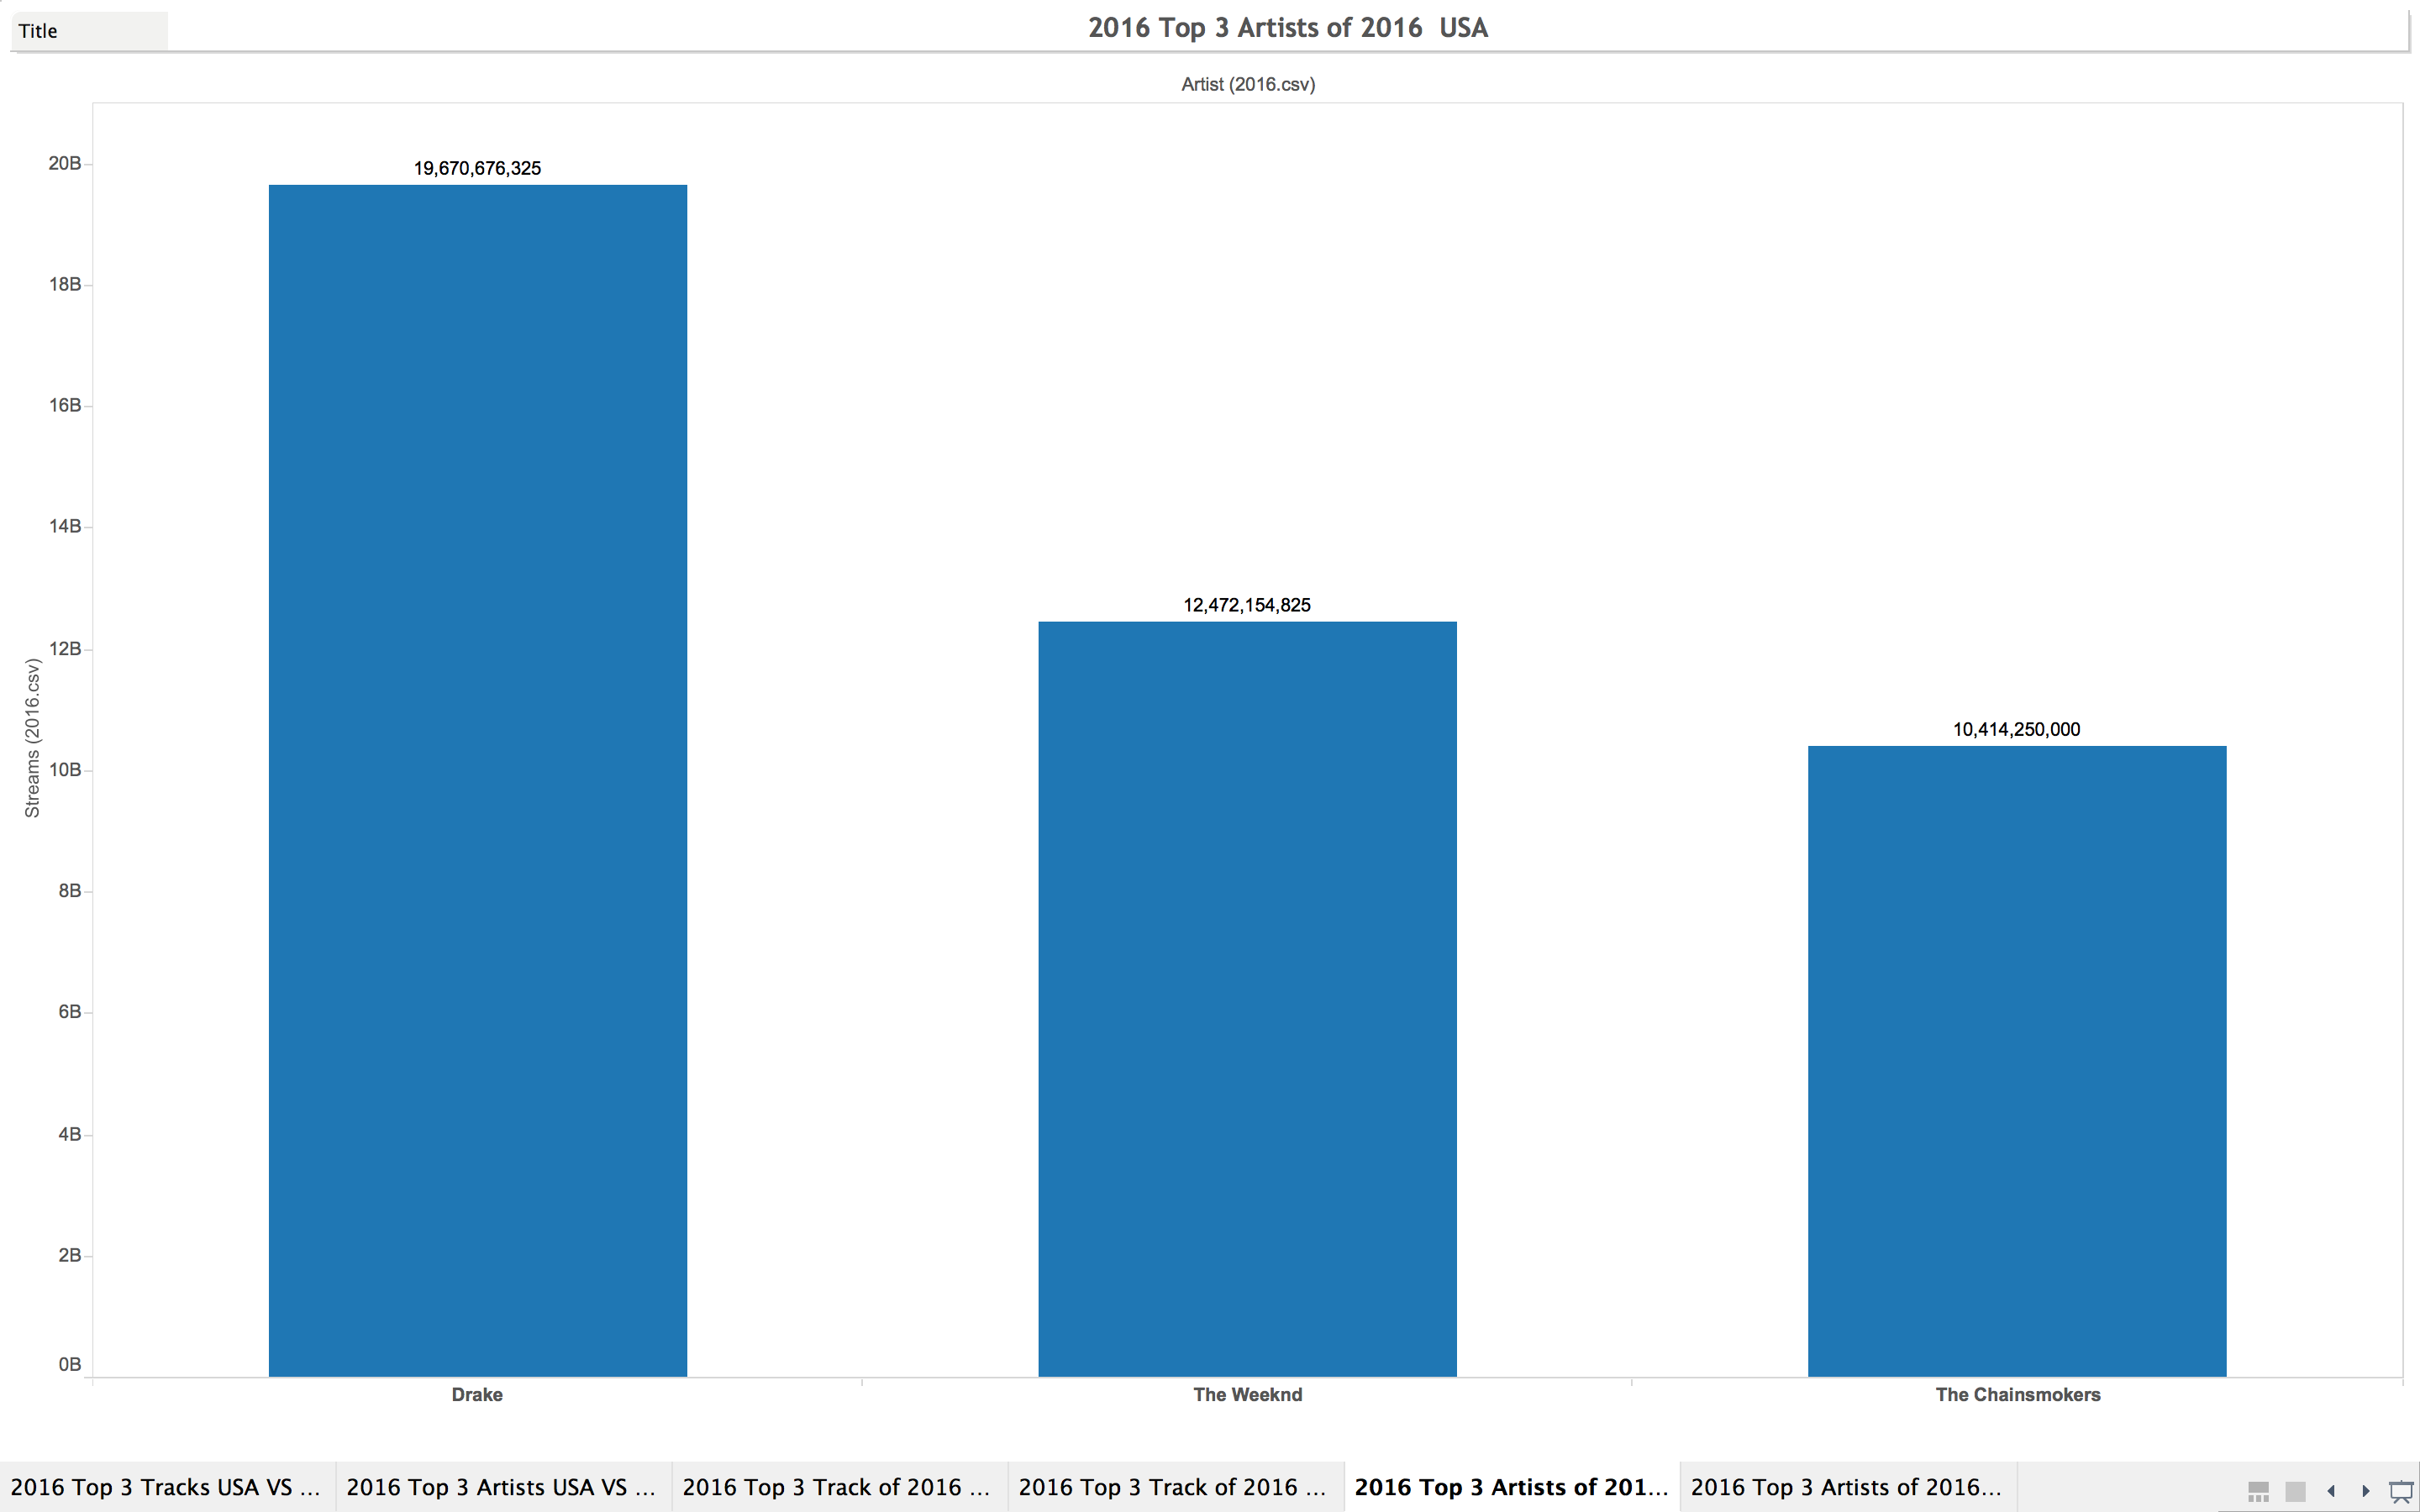 Title
2016 Top 3 Artists of 2016  USA
Artist (2016.csv)
Streams (2016.csv)
20B
18B
16B
14B
12B
10B
8B
6B
4B
2B
0B
19,670,676,325
12,472,154,825
10,414,250,000
Drake
The Weeknd
The Chainsmokers
2016 Top 3 Tracks USA VS ...
2016 Top 3 Artists USA VS ...
2016 Top 3 Track of 2016 ...
2016 Top 3 Track of 2016 ...
2016 Top 3 Artists of 201...
2016 Top 3 Artists of 2016...